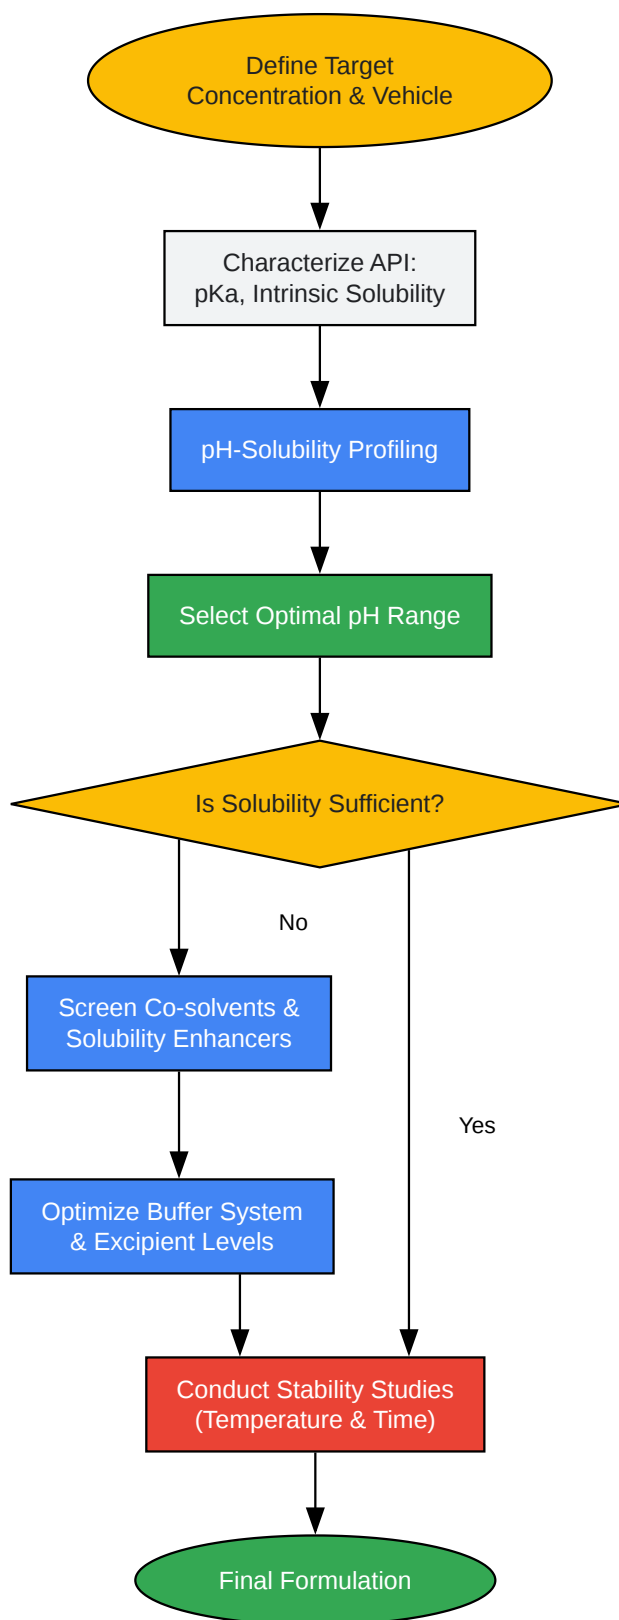 Define Target
Concentration & Vehicle
Characterize API:
pKa, Intrinsic Solubility
pH-Solubility Profiling
Select Optimal pH Range
Is Solubility Sufficient?
No
Screen Co-solvents &
Solubility Enhancers
Yes
Optimize Buffer System
& Excipient Levels
Conduct Stability Studies
(Temperature & Time)
Final Formulation